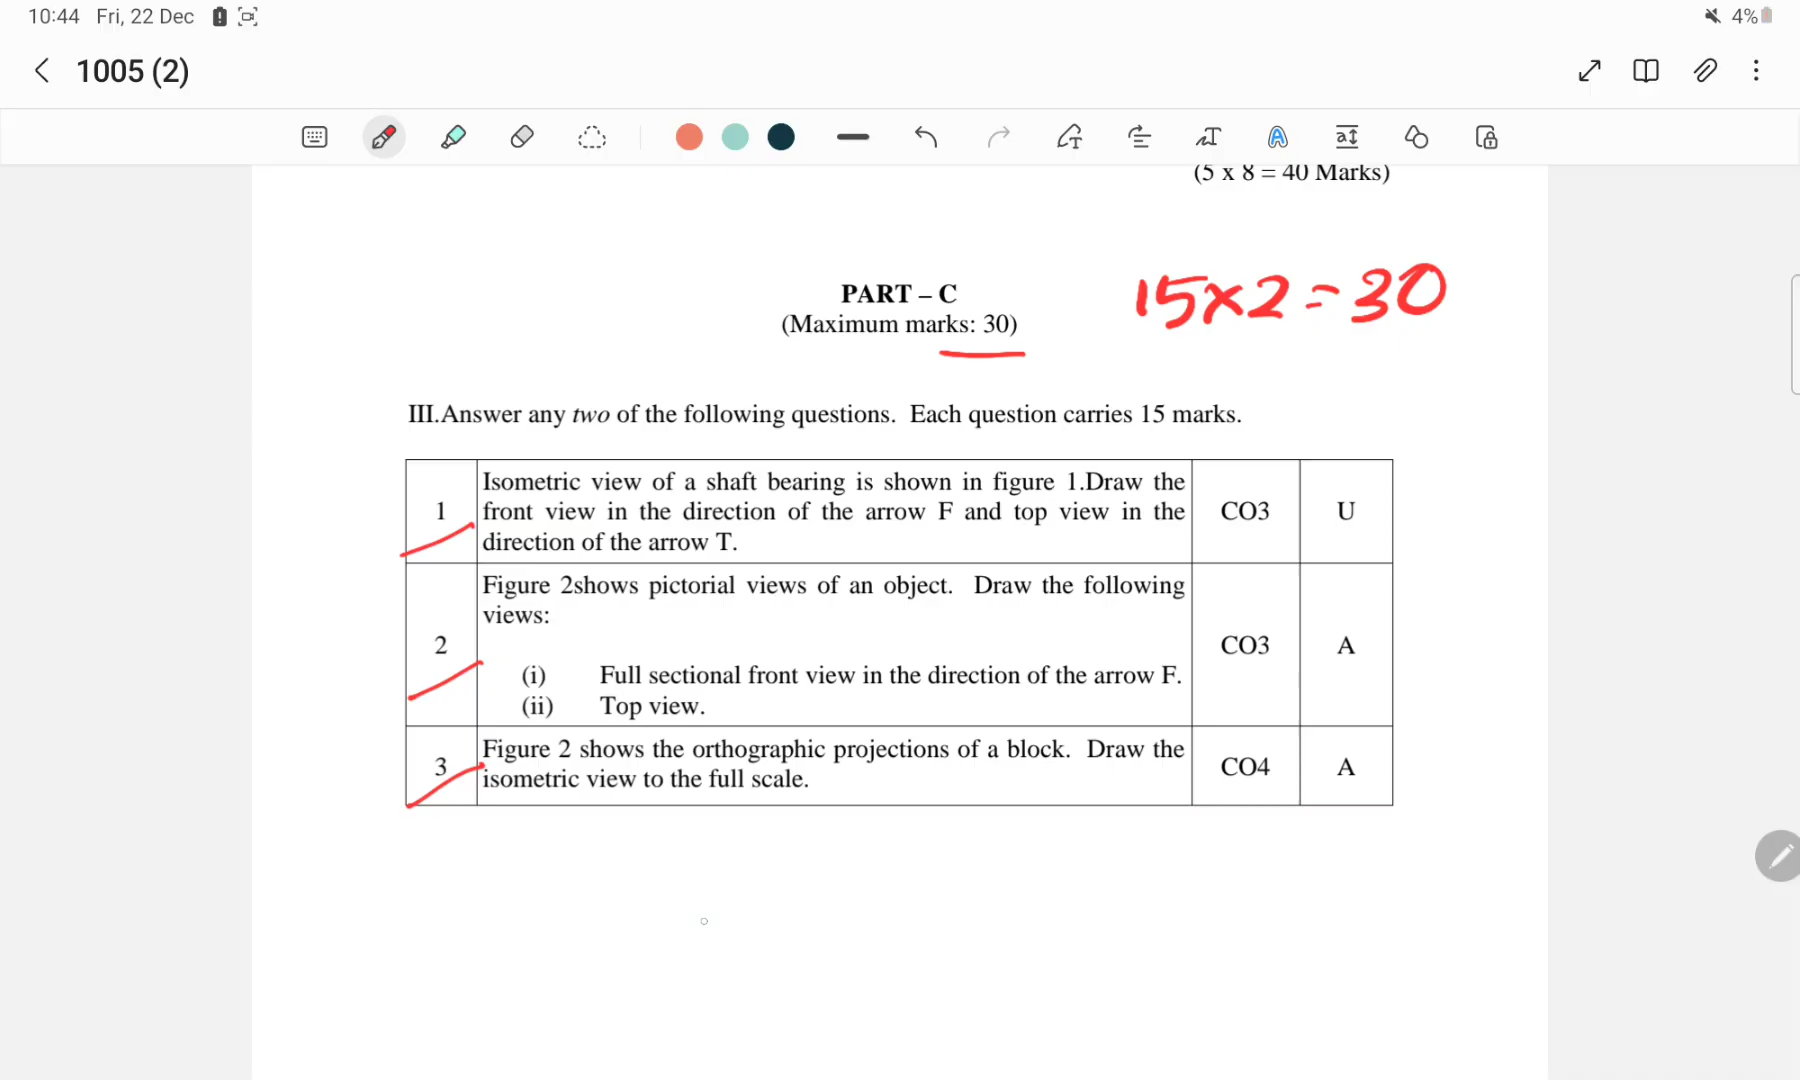 10:44 Fri, 22 Dec
4%
1005 (2)
(5 x 8 = 40 Marks)
PART – C
(Maximum marks: 30)
15×2=30
III.Answer any two of the following questions. Each question carries 15 marks.
1
Isometric view of a shaft bearing is shown in figure 1.Draw the
front view in the direction of the arrow F and top view in the
direction of the arrow T.
CO3
U
2
Figure 2shows pictorial views of an object. Draw the following
views:
(i) Full sectional front view in the direction of the arrow F.
(ii) Top view.
CO3
A
3
Figure 2 shows the orthographic projections of a block. Draw the
isometric view to the full scale.
CO4
A